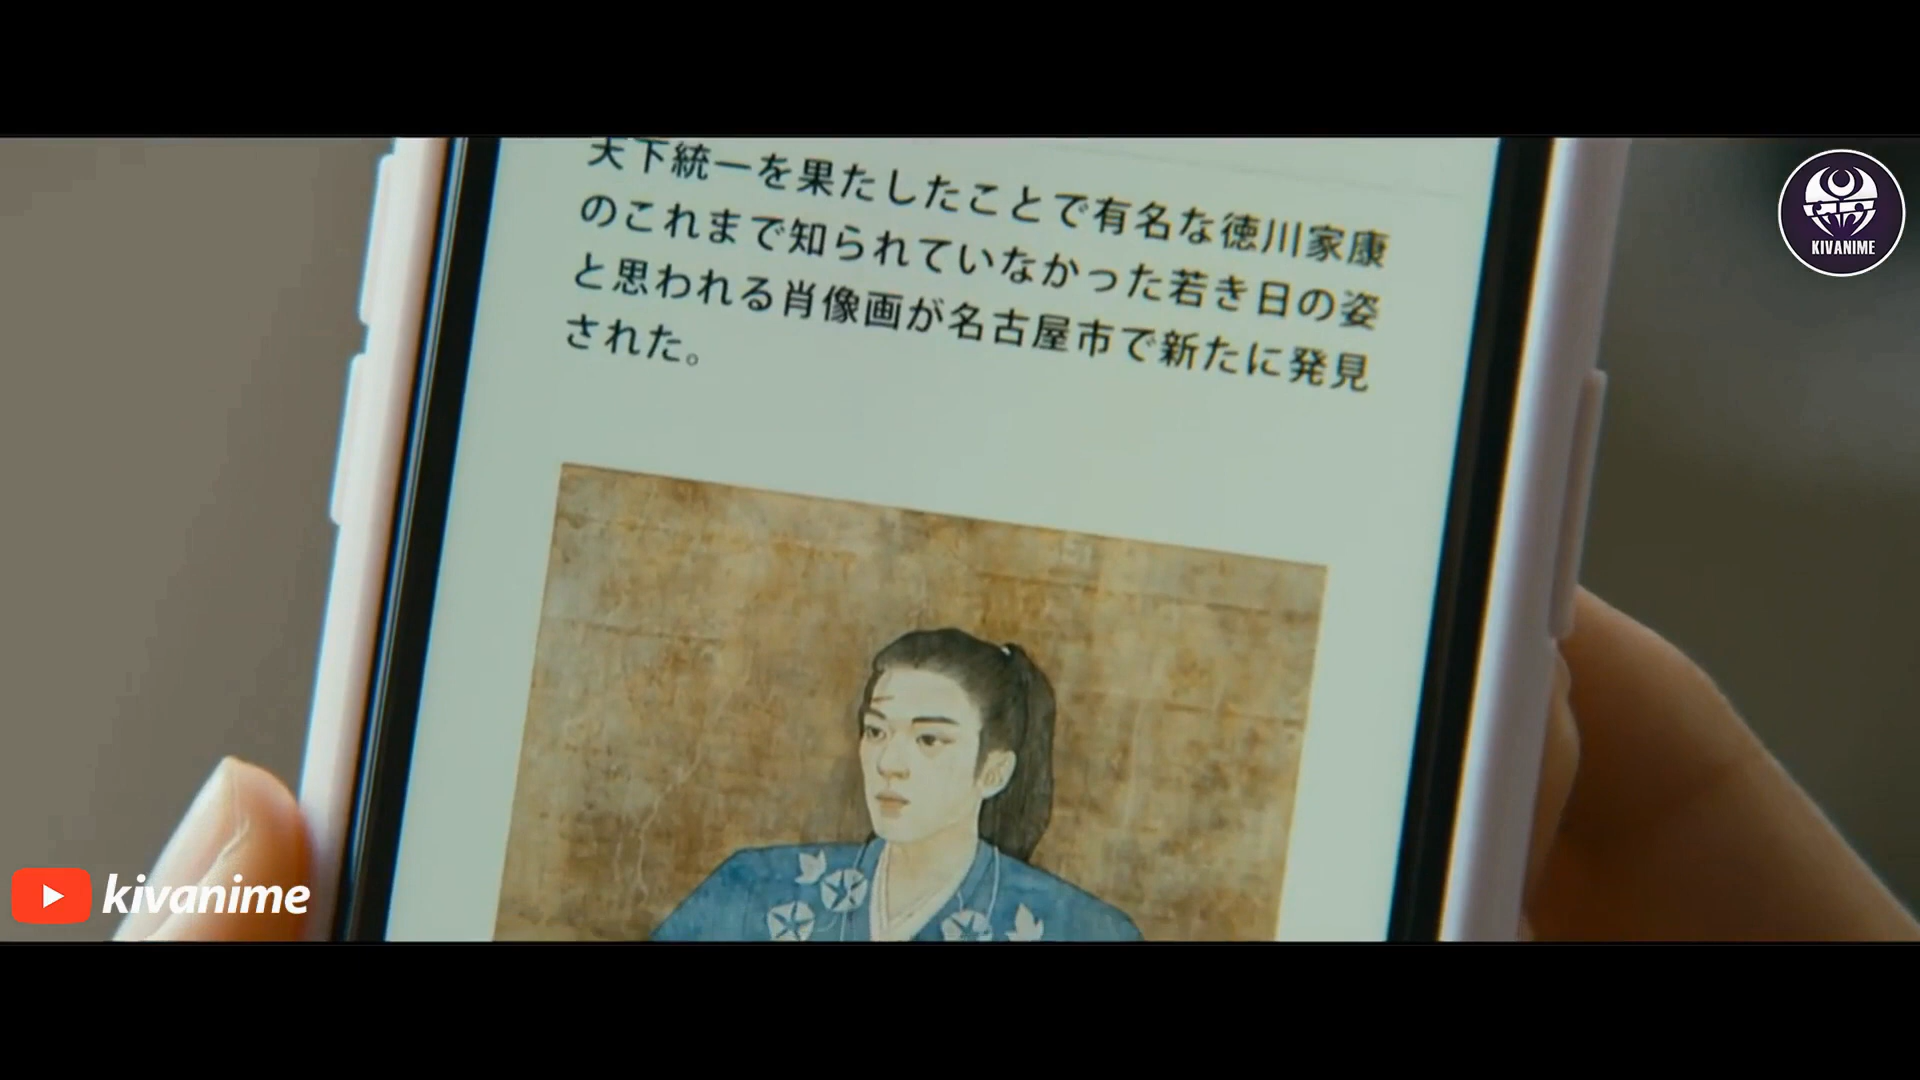 天下統一を果たしたことで有名な徳川家康
のこれまで知られていなかった若き日の姿
と思われる肖像画が名古屋市で新たに発見
された。
KIVANIME
kivanime